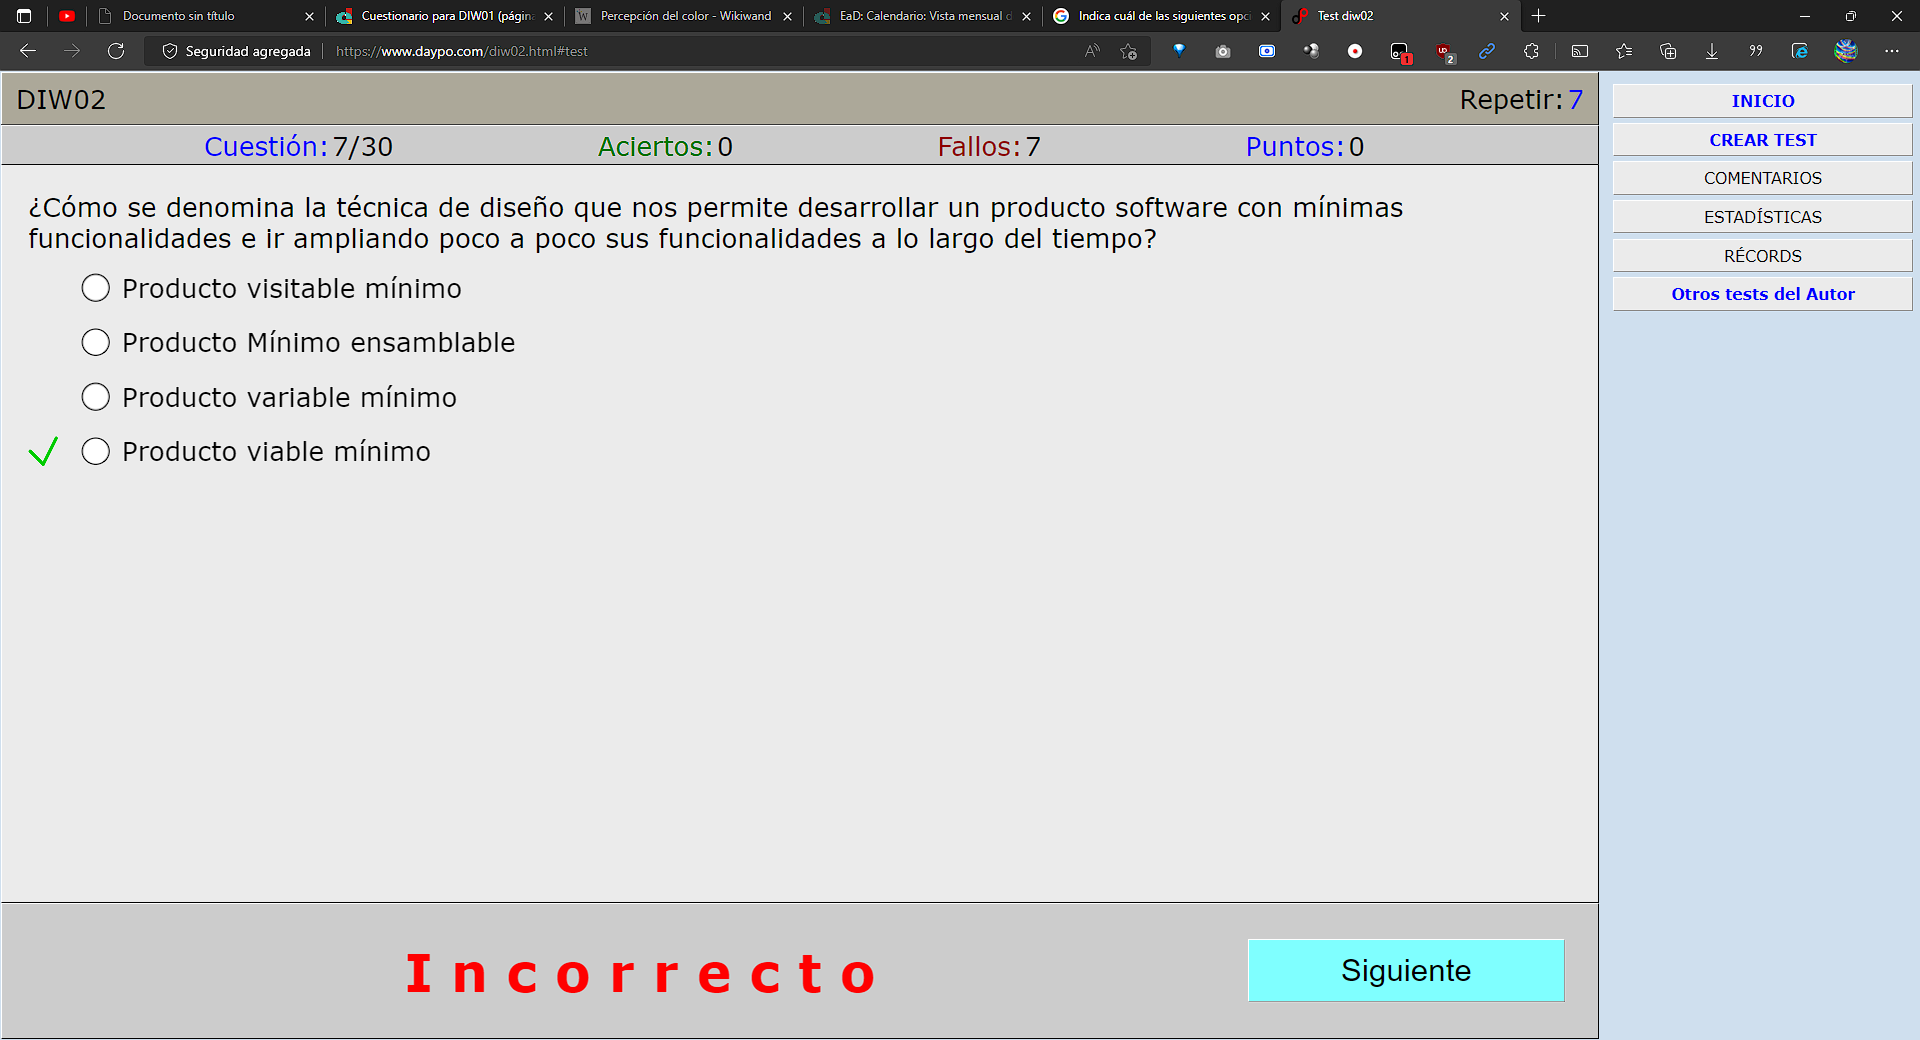 Documento sin título
Cuestionario para DIW01 (págin
Percepción del color - Wikiwand
EaD: Calendario: Vista mensual d
Indica cuál de las siguientes opc
Test diw02
Seguridad agregada
https://www.daypo.com/diw02.html#test
1
2
DIW02
Repetir: 7
Cuestión: 7/30
Aciertos: 0
Fallos: 7
Puntos: 0
¿Cómo se denomina la técnica de diseño que nos permite desarrollar un producto software con mínimas
funcionalidades e ir ampliando poco a poco sus funcionalidades a lo largo del tiempo?
Producto visitable mínimo
Producto Mínimo ensamblable
Producto variable mínimo
Producto viable mínimo
Incorrecto
Siguiente
INICIO
CREAR TEST
COMENTARIOS
ESTADÍSTICAS
RÉCORDS
Otros tests del Autor